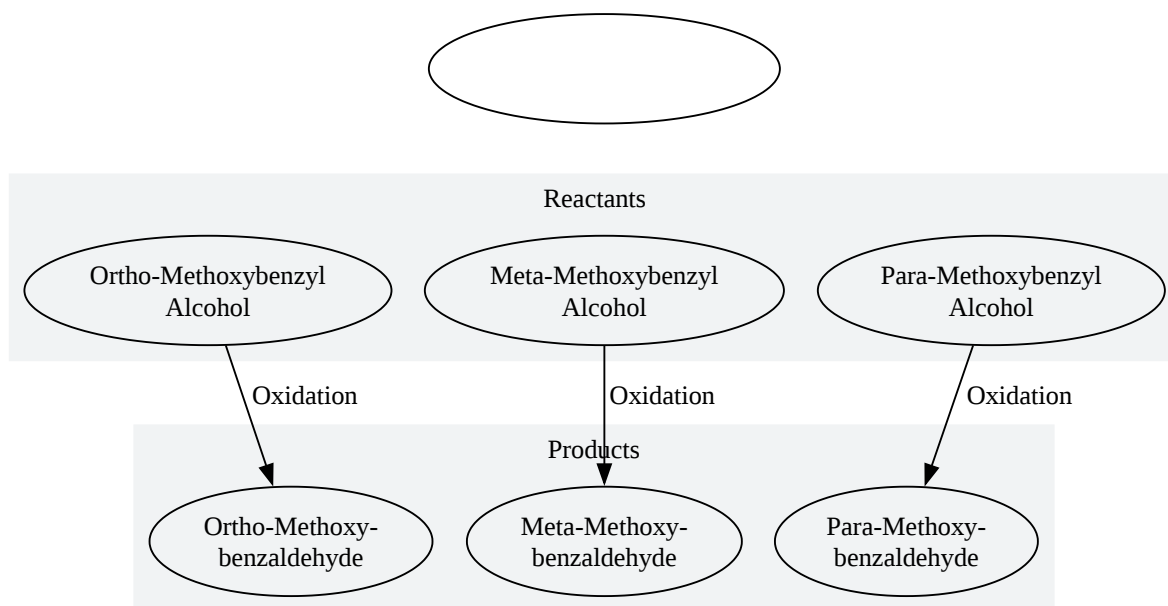 Reactants
Ortho-Methoxybenzyl
Alcohol
Meta-Methoxybenzyl
Alcohol
Para-Methoxybenzyl
Alcohol
Oxidation
Oxidation
Oxidation
Products
Ortho-Methoxy-
benzaldehyde
Meta-Methoxy-
benzaldehyde
Para-Methoxy-
benzaldehyde